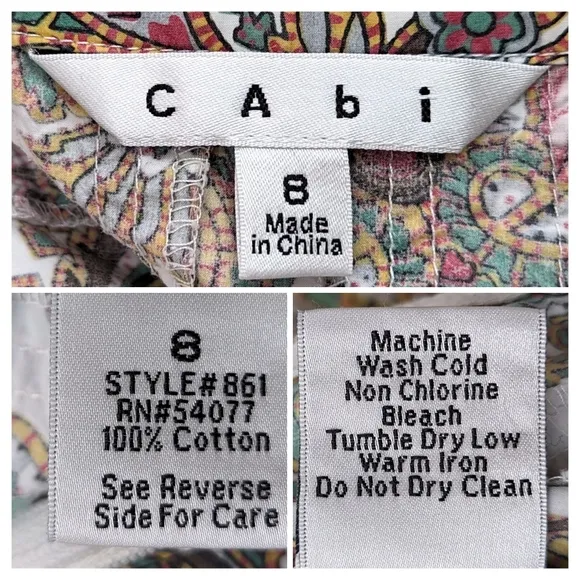 C A b i
8
Made
in China
8
STYLE#861
RN#54077
100% Cotton
See Reverse
Side For Care
Machine
Wash Cold
Non Chlorine
Bleach
Tumble Dry Low
Warm Iron
Do Not Dry Clean